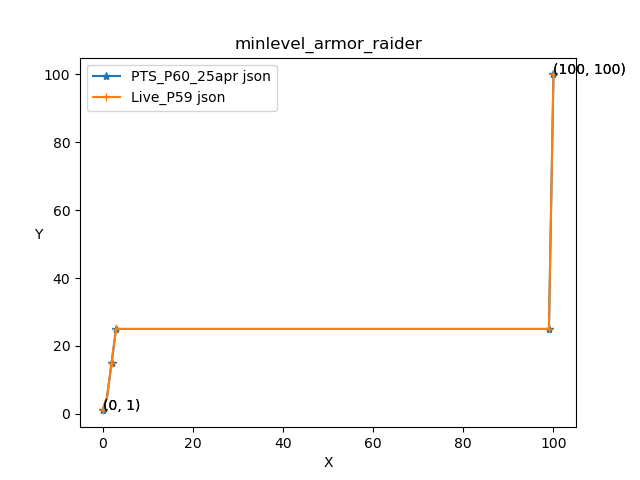 minlevel_armor_raider
PTS_P60_25apr json
Live_P59 json
(100, 100)
(0, 1)
100
80
60
40
20
0
Y
0 20 40 60 80 100
X